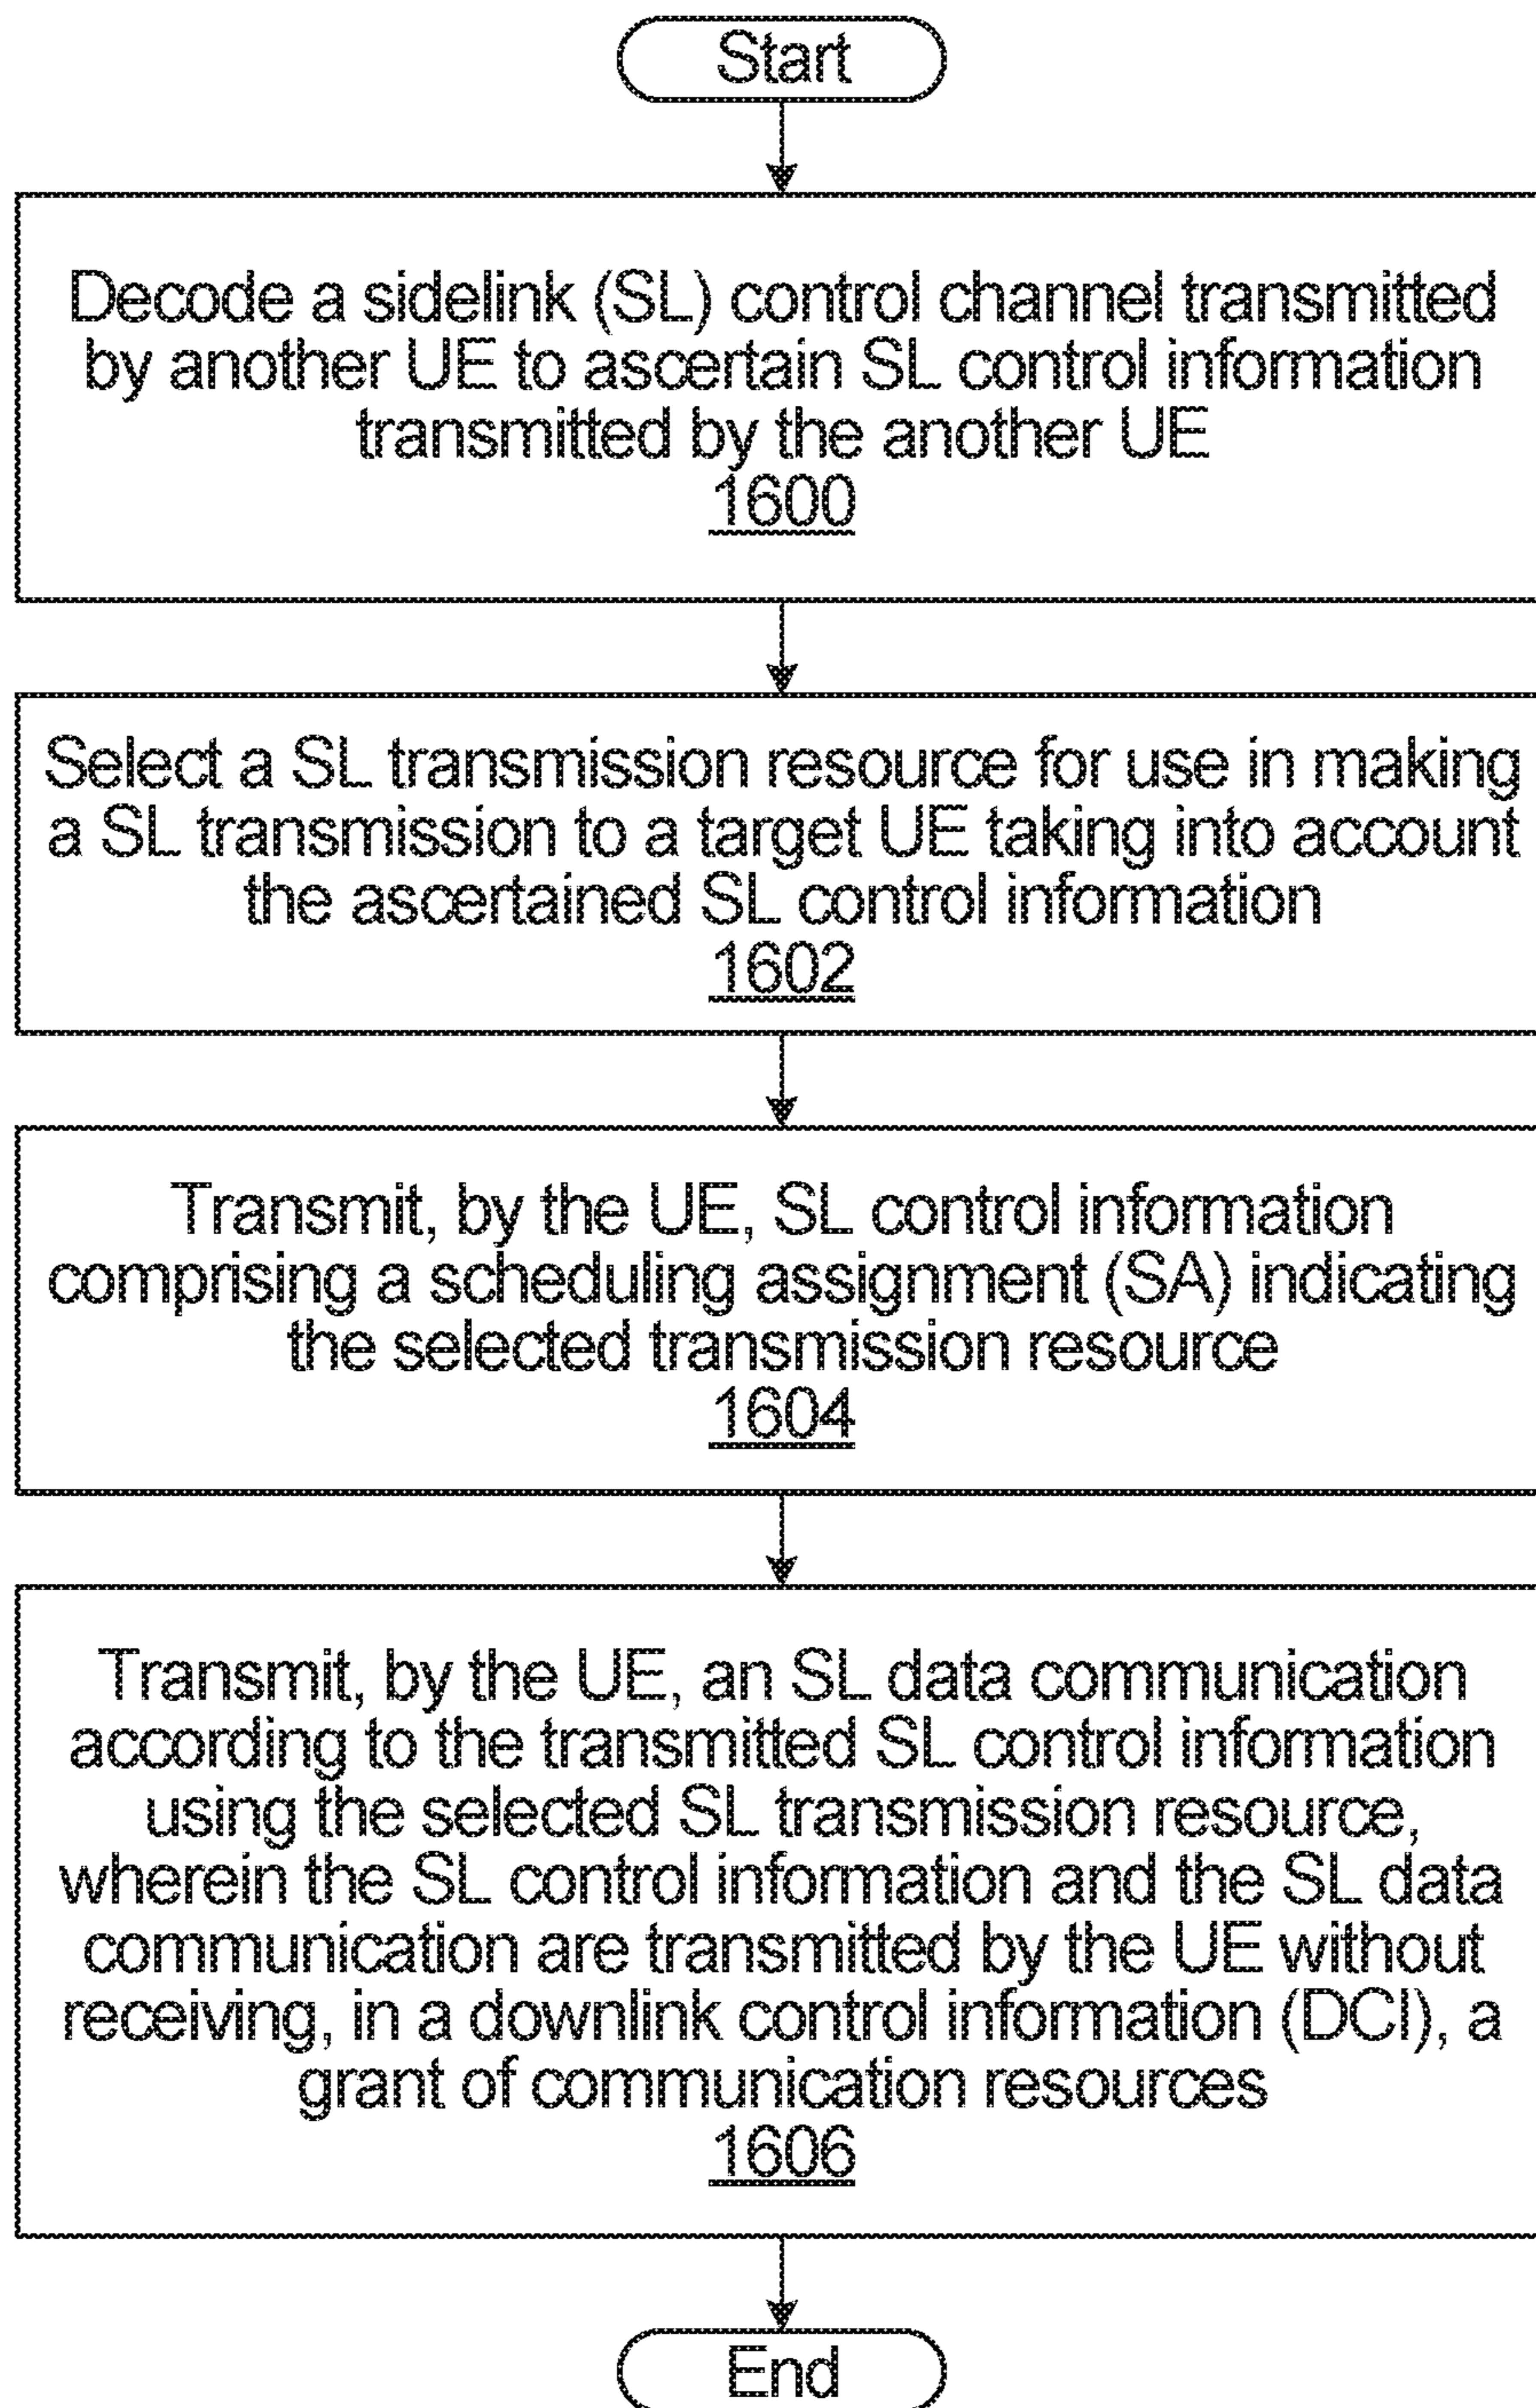 Start
Decode a sidelink (SL) control channel transmitted
by another UE to ascertain SL control information
transmitted by the another UE
1600
Select a SL transmission resource for use in making
a SL transmission to a target UE taking into account
the ascertained SL control information
1602
Transmit, by the UE, SL control information
comprising a scheduling assignment (SA) indicating
the selected transmission resource
1604
Transmit, by the UE, an SL data communication
according to the transmitted SL control information
using the selected SL transmission resource,
wherein the SL control information and the SL data
communication are transmitted by the UE without
receiving, in a downlink control information (DCI), a
grant of communication resources
1606
End